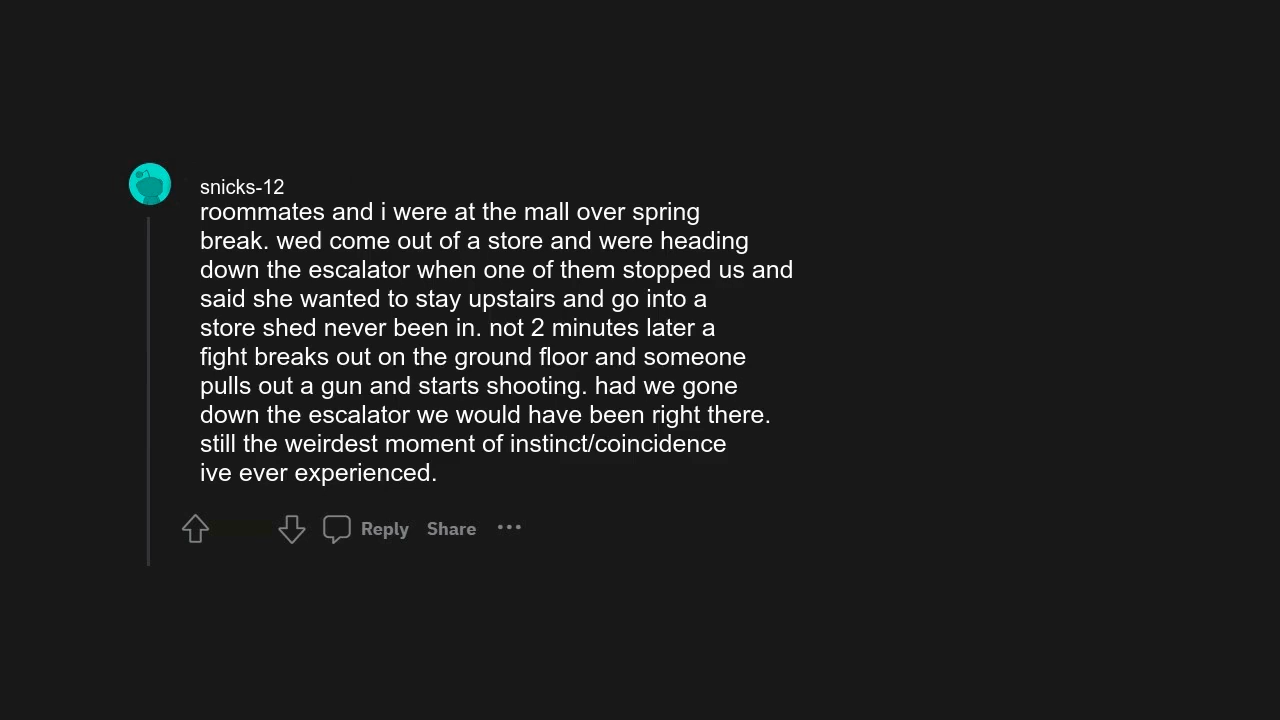 snicks-12
roommates and i were at the mall over spring
break. wed come out of a store and were heading
down the escalator when one of them stopped us and
said she wanted to stay upstairs and go into a
store shed never been in. not 2 minutes later a
fight breaks out on the ground floor and someone
pulls out a gun and starts shooting. had we gone
down the escalator we would have been right there.
still the weirdest moment of instinct/coincidence
ive ever experienced.
Reply Share